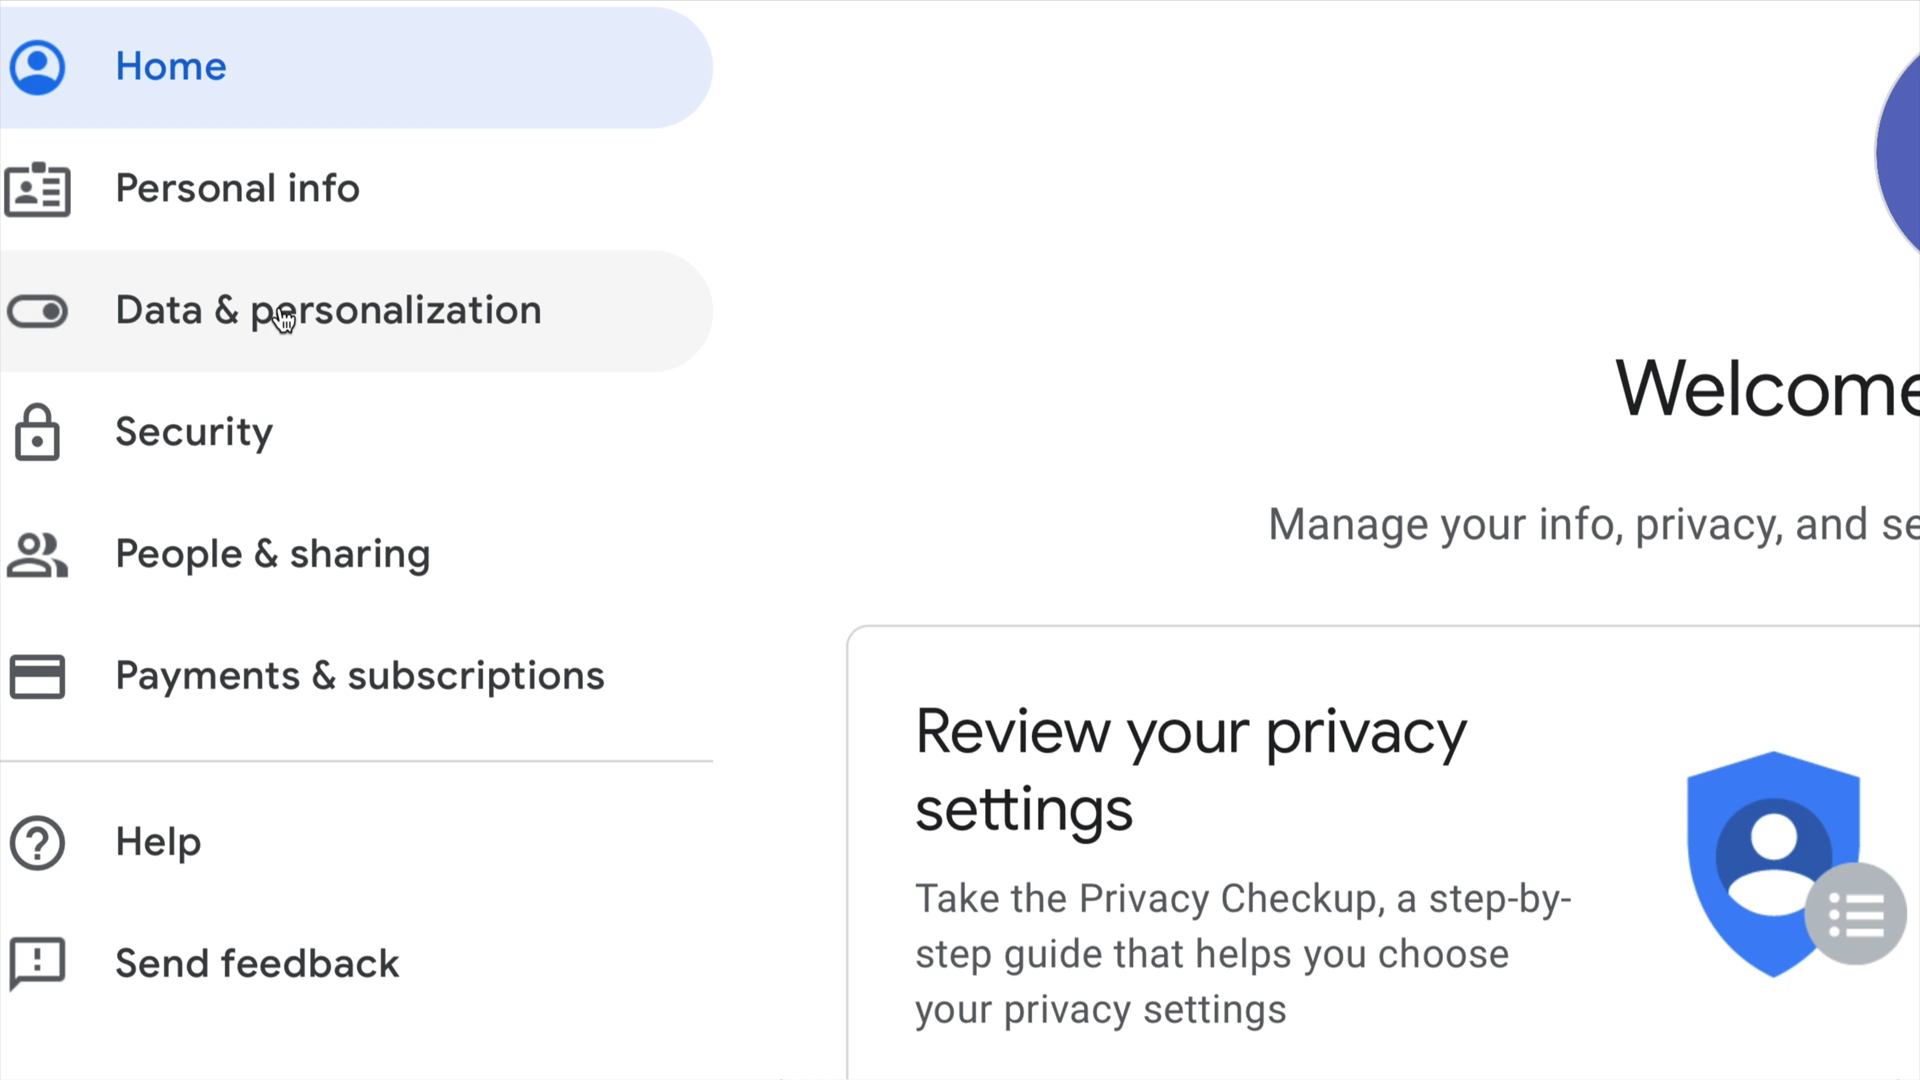 Home
Personal info
Data & personalization
Security
People & sharing
Payments & subscriptions
Help
Send feedback
Welcome
Manage your info, privacy, and se
Review your privacy
settings
Take the Privacy Checkup, a step-by-
step guide that helps you choose
your privacy settings